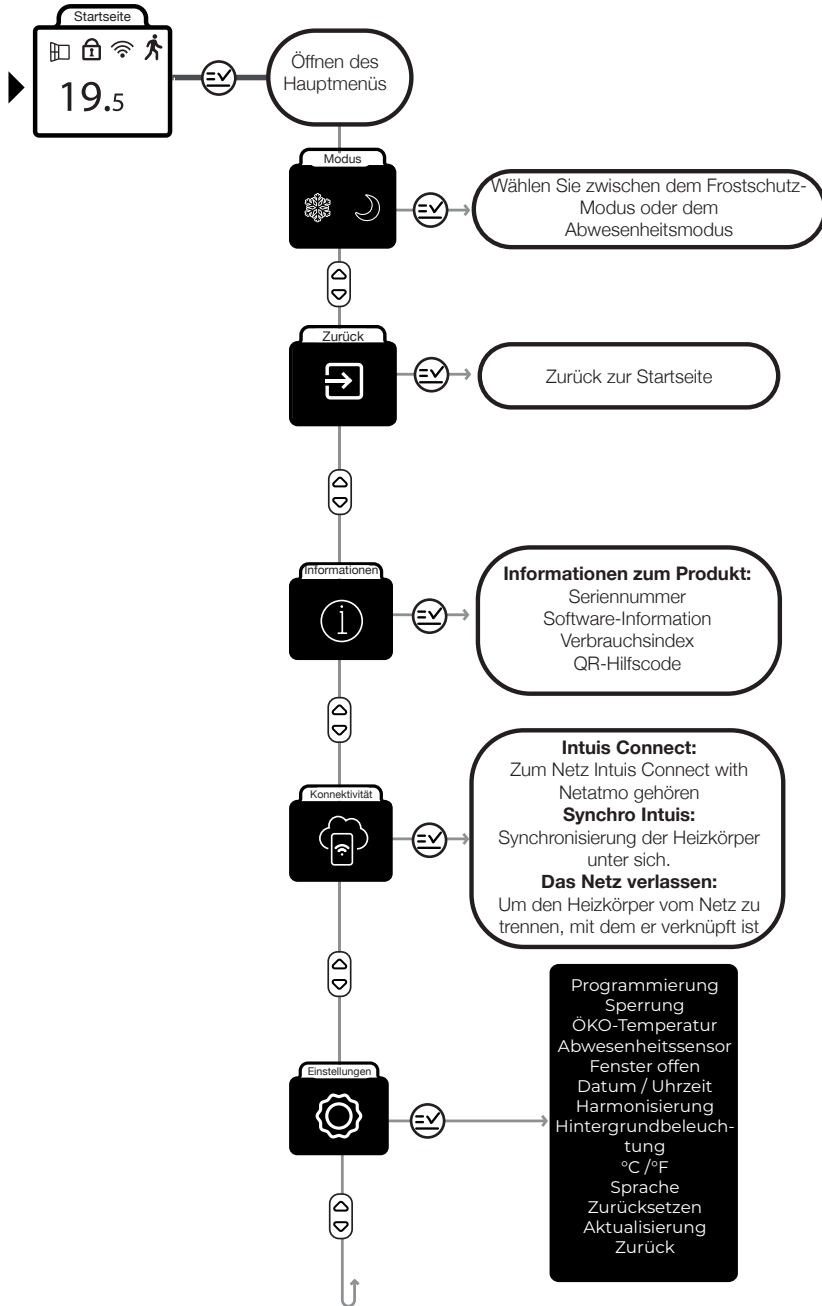 Startseite
19.5
Öffnen des
Hauptmenüs
Modus
Wählen Sie zwischen dem Frostschutz-
Modus oder dem
Abwesenheitsmodus
Zurück
Zurück zur Startseite
Informationen
Informationen zum Produkt:
Seriennummer
Software-Information
Verbrauchsindex
QR-Hilfscode
Konnektivität
Intuis Connect:
Zum Netz Intuis Connect with
Netatmo gehören
Synchro Intuis:
Synchronisierung der Heizkörper
unter sich.
Das Netz verlassen:
Um den Heizkörper vom Netz zu
trennen, mit dem er verknüpft ist
Einstellungen
Programmierung
Sperrung
ÖKO-Temperatur
Abwesenheitssensor
Fenster offen
Datum / Uhrzeit
Harmonisierung
Hintergrundbeleuch-
tung
°C /°F
Sprache
Zurücksetzen
Aktualisierung
Zurück